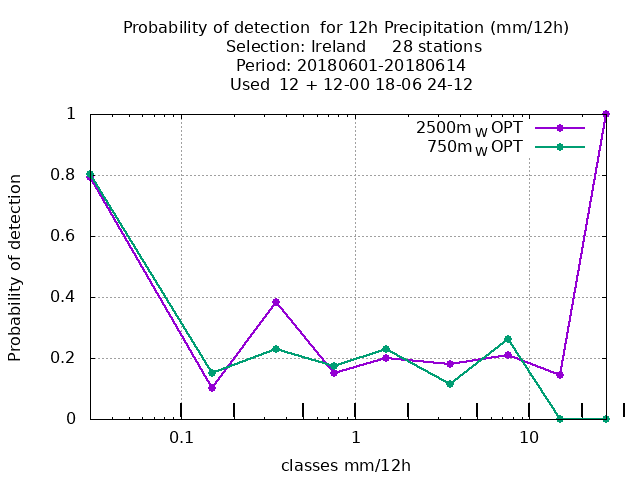 Probability of detection  for 12h Precipitation (mm/12h)
Selection: Ireland     28 stations
Period: 20180601-20180614
Used  12 + 12-00 18-06 24-12
2500m W OPT
750m W OPT
1
0.8
0.6
0.4
0.2
0
Probability of detection
0.1
1
10
classes mm/12h